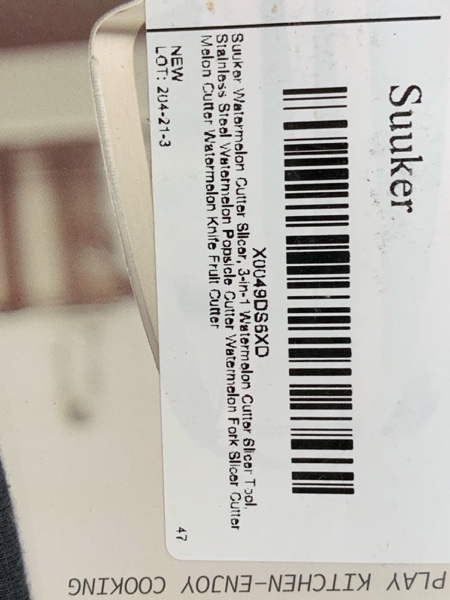 Suuker
X0049DS6XD
Suuker Watermelon Cutter Slicer, 3-in-1 Watermelon Cutter Slicer Tool,
Stainless Steel Watermelon Popsicle Cutter Watermelon Fork Slicer Cutter
Melon Cutter Watermelon Knife Fruit Cutter
NEW
LOT: 204-21-3
47
PLAY KITCHEN-ENJOY COOKING